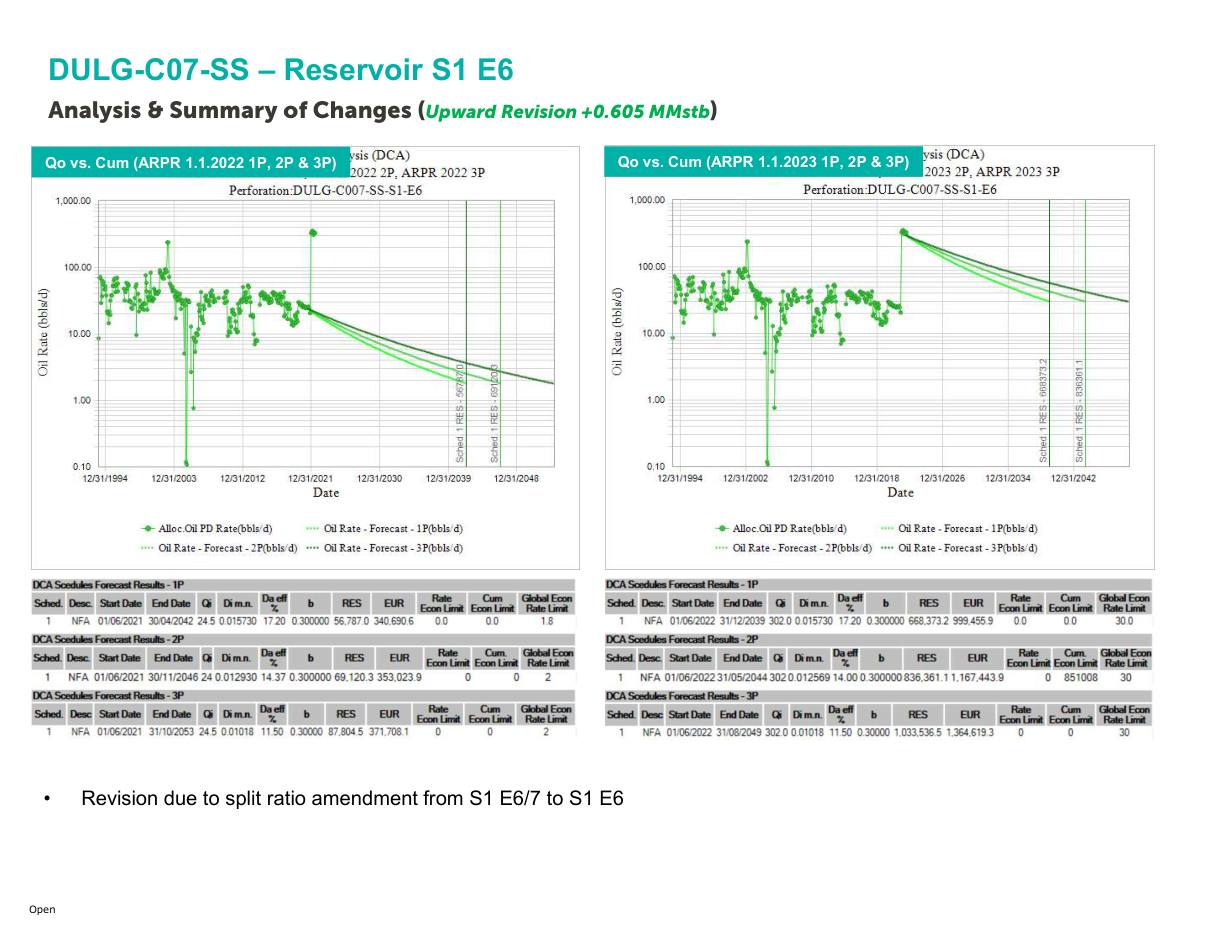 DULG-C07-SS – Reservoir S1 E6
Analysis & Summary of Changes (Upward Revision +0.605 MMstb)
Qo vs. Cum (ARPR 1.1.2022 1P, 2P & 3P)
ysis (DCA)
2022 2P, ARPR 2022 3P
Perforation:DULG-C007-SS-S1-E6
1,000.00
100.00
10.00
1.00
0.10
Oil Rate (bbls/d)
Sched. 1 RES - 56787.0
Sched. 1 RES - 69120.3
12/31/1994 12/31/2003 12/31/2012 12/31/2021 12/31/2030 12/31/2039 12/31/2048
Date
Alloc.Oil PD Rate(bbls/d) Oil Rate - Forecast - 1P(bbls/d)
Oil Rate - Forecast - 2P(bbls/d) Oil Rate - Forecast - 3P(bbls/d)
DCA Scedules Forecast Results - 1P
Sched. Desc. Start Date End Date Qi Di m.n. Da eff % b RES EUR Rate Econ Limit Cum Econ Limit Global Econ Rate Limit
1 NFA 01/06/2021 30/04/2042 24.5 0.015730 17.20 0.300000 56,787.0 340,690.6 0.0 0.0 1.8
DCA Scedules Forecast Results - 2P
Sched. Desc. Start Date End Date Qi Di m.n. Da eff % b RES EUR Rate Econ Limit Cum. Econ Limit Global Econ Rate Limit
1 NFA 01/06/2021 30/11/2046 24 0.012930 14.37 0.300000 69,120.3 353,023.9 0 0 2
DCA Scedules Forecast Results - 3P
Sched. Desc. Start Date End Date Qi Di m.n. Da eff % b RES EUR Rate Econ Limit Cum Econ Limit Global Econ Rate Limit
1 NFA 01/06/2021 31/10/2053 24.5 0.01018 11.50 0.30000 87,804.5 371,708.1 0 0 2
Qo vs. Cum (ARPR 1.1.2023 1P, 2P & 3P)
ysis (DCA)
2023 2P, ARPR 2023 3P
Perforation:DULG-C007-SS-S1-E6
1,000.00
100.00
10.00
1.00
0.10
Oil Rate (bbls/d)
Sched. 1 RES - 668373.2
Sched. 1 RES - 836361.1
12/31/1994 12/31/2002 12/31/2010 12/31/2018 12/31/2026 12/31/2034 12/31/2042
Date
Alloc.Oil PD Rate(bbls/d) Oil Rate - Forecast - 1P(bbls/d)
Oil Rate - Forecast - 2P(bbls/d) Oil Rate - Forecast - 3P(bbls/d)
DCA Scedules Forecast Results - 1P
Sched. Desc. Start Date End Date Qi Di m.n. Da eff % b RES EUR Rate Econ Limit Cum Econ Limit Global Econ Rate Limit
1 NFA 01/06/2022 31/12/2039 302.0 0.015730 17.20 0.300000 668,373.2 999,455.9 0.0 0.0 30.0
DCA Scedules Forecast Results - 2P
Sched. Desc. Start Date End Date Qi Di m.n. Da eff % b RES EUR Rate Econ Limit Cum. Econ Limit Global Econ Rate Limit
1 NFA 01/06/2022 31/05/2044 302.0 0.012569 14.00 0.300000 836,361.1 1,167,443.9 0 851008 30
DCA Scedules Forecast Results - 3P
Sched. Desc Start Date End Date Qi Di m.n. Da eff % b RES EUR Rate Econ Limit Cum Econ Limit Global Econ Rate Limit
1 NFA 01/06/2022 31/08/2049 302.0 0.01018 11.50 0.30000 1,033,536.5 1,364,619.3 0 0 30
• Revision due to split ratio amendment from S1 E6/7 to S1 E6
Open